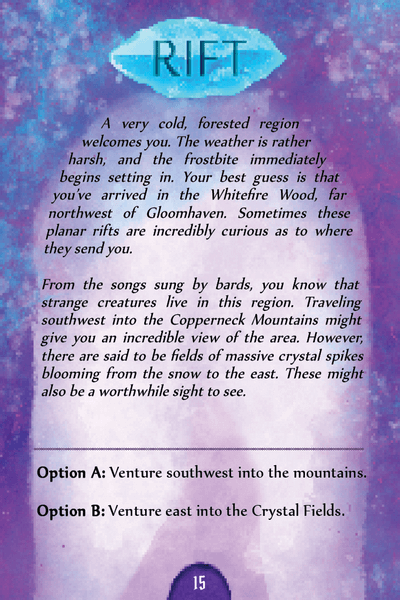 RIFT
A very cold, forested region
welcomes you. The weather is rather
harsh, and the frostbite immediately
begins setting in. Your best guess is that
you've arrived in the Whitefire Wood, far
northwest of Gloomhaven. Sometimes these
planar rifts are incredibly curious as to where
they send you.
From the songs sung by bards, you know that
strange creatures live in this region. Traveling
southwest into the Copperneck Mountains might
give you an incredible view of the area. However,
there are said to be fields of massive crystal spikes
blooming from the snow to the east. These might
also be a worthwhile sight to see.
Option A: Venture southwest into the mountains.
Option B: Venture east into the Crystal Fields.
15